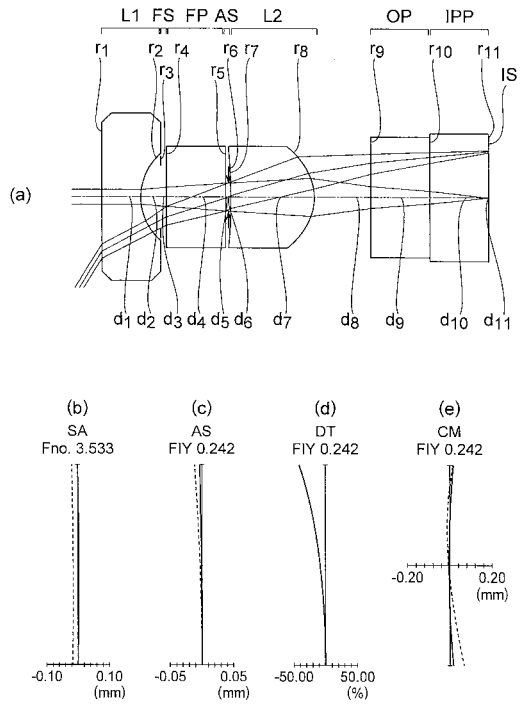 (a)
L1 FS FP AS L2 OP IPP
r1 r2 r4 r6 r8 r9 r10 r11
r3 r5 r7 IS
d1 d2 d3 d4 d5 d6 d7 d8 d9 d10 d11
(b) (c) (d) (e)
SA AS DT CM
Fno. 3.533 FIY 0.242 FIY 0.242 FIY 0.242
-0.20 0.20
(mm)
-0.10 0.10 -0.05 0.05 -50.00 50.00
(mm) (mm) (%)